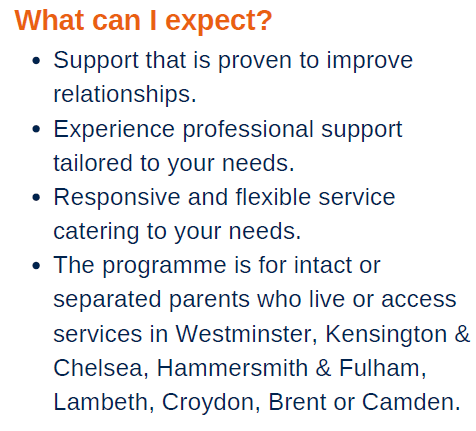 What can I expect?
• Support that is proven to improve
relationships.
• Experience professional support
tailored to your needs.
• Responsive and flexible service
catering to your needs.
• The programme is for intact or
separated parents who live or access
services in Westminster, Kensington &
Chelsea, Hammersmith & Fulham,
Lambeth, Croydon, Brent or Camden.